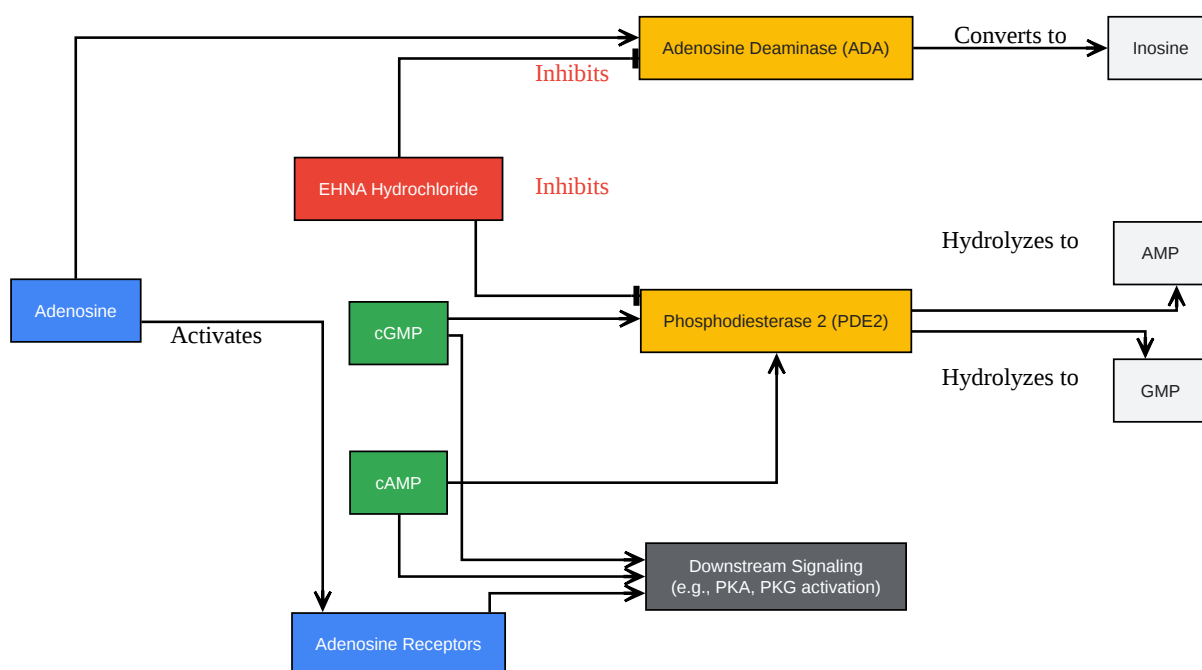 Adenosine Deaminase (ADA)
Converts to
Inosine
Inhibits
EHNA Hydrochloride
Inhibits
Hydrolyzes to
AMP
Adenosine
Activates
cGMP
Phosphodiesterase 2 (PDE2)
Hydrolyzes to
GMP
cAMP
Downstream Signaling
(e.g., PKA, PKG activation)
Adenosine Receptors